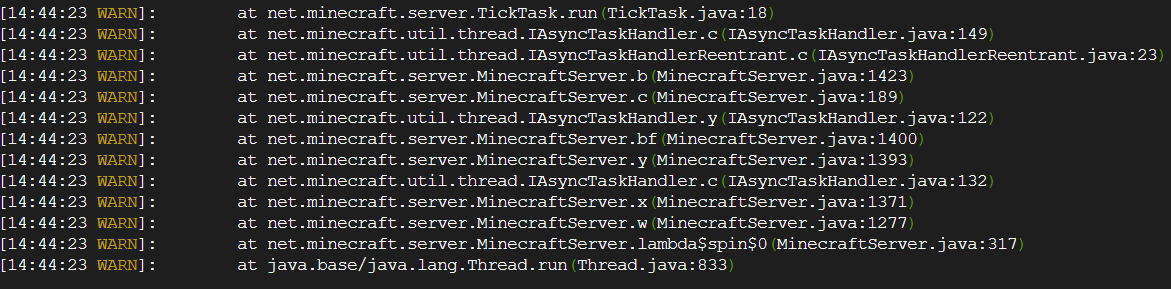 [14:44:23 WARN]: at net.minecraft.server.TickTask.run(TickTask.java:18)
[14:44:23 WARN]: at net.minecraft.util.thread.IAsyncTaskHandler.c(IAsyncTaskHandler.java:149)
[14:44:23 WARN]: at net.minecraft.util.thread.IAsyncTaskHandlerReentrant.c(IAsyncTaskHandlerReentrant.java:23)
[14:44:23 WARN]: at net.minecraft.server.MinecraftServer.b(MinecraftServer.java:1423)
[14:44:23 WARN]: at net.minecraft.server.MinecraftServer.c(MinecraftServer.java:189)
[14:44:23 WARN]: at net.minecraft.util.thread.IAsyncTaskHandler.y(IAsyncTaskHandler.java:122)
[14:44:23 WARN]: at net.minecraft.server.MinecraftServer.bf(MinecraftServer.java:1400)
[14:44:23 WARN]: at net.minecraft.server.MinecraftServer.y(MinecraftServer.java:1393)
[14:44:23 WARN]: at net.minecraft.util.thread.IAsyncTaskHandler.c(IAsyncTaskHandler.java:132)
[14:44:23 WARN]: at net.minecraft.server.MinecraftServer.x(MinecraftServer.java:1371)
[14:44:23 WARN]: at net.minecraft.server.MinecraftServer.w(MinecraftServer.java:1277)
[14:44:23 WARN]: at net.minecraft.server.MinecraftServer.lambda$spin$0(MinecraftServer.java:317)
[14:44:23 WARN]: at java.base/java.lang.Thread.run(Thread.java:833)